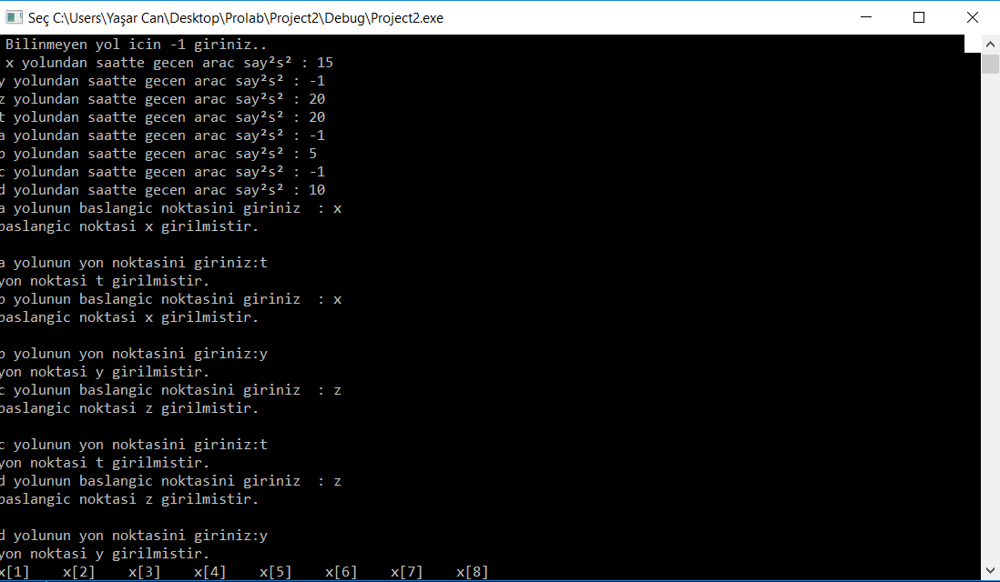 Seç C:\Users\Yaşar Can\Desktop\Prolab\Project2\Debug\Project2.exe
Bilinmeyen yol icin -1 giriniz..
x yolundan saatte gecen arac say²s² : 15
y yolundan saatte gecen arac say²s² : -1
z yolundan saatte gecen arac say²s² : 20
t yolundan saatte gecen arac say²s² : 20
a yolundan saatte gecen arac say²s² : -1
b yolundan saatte gecen arac say²s² : 5
c yolundan saatte gecen arac say²s² : -1
d yolundan saatte gecen arac say²s² : 10
a yolunun baslangic noktasini giriniz  : x
baslangic noktasi x girilmistir.
a yolunun yon noktasini giriniz:t
yon noktasi t girilmistir.
b yolunun baslangic noktasini giriniz  : x
baslangic noktasi x girilmistir.
b yolunun yon noktasini giriniz:y
yon noktasi y girilmistir.
c yolunun baslangic noktasini giriniz  : z
baslangic noktasi z girilmistir.
c yolunun yon noktasini giriniz:t
yon noktasi t girilmistir.
d yolunun baslangic noktasini giriniz  : z
baslangic noktasi z girilmistir.
d yolunun yon noktasini giriniz:y
yon noktasi y girilmistir.
x[1]    x[2]    x[3]    x[4]    x[5]    x[6]    x[7]    x[8]